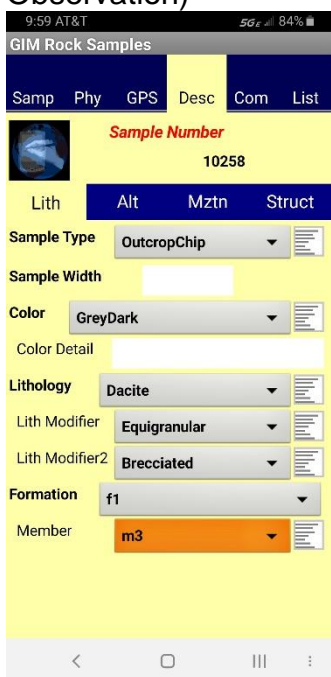 Observation)
9:59 AT&T 5GE 84%
GIM Rock Samples
Samp Phy GPS Desc Com List
Sample Number
10258
Lith Alt Mztn Struct
Sample Type OutcropChip
Sample Width
Color GreyDark
Color Detail
Lithology Dacite
Lith Modifier Equigranular
Lith Modifier2 Brecciated
Formation f1
Member m3